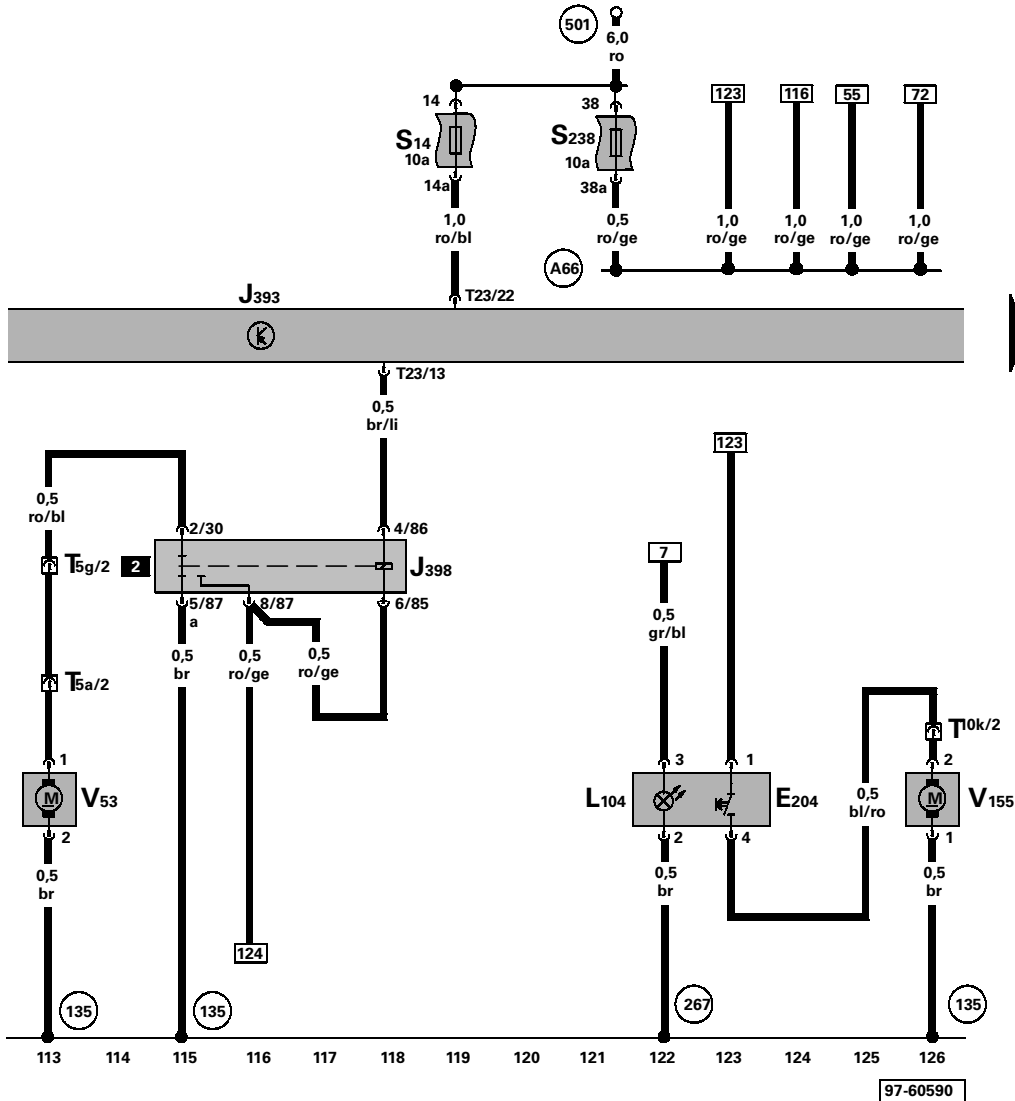 501
6,0
ro
14
38
123
116
55
72
S14
10a
S238
10a
14a
38a
1,0
ro/bl
0,5
ro/ge
1,0
ro/ge
1,0
ro/ge
1,0
ro/ge
1,0
ro/ge
A66
J393
T23/22
T23/13
0,5
br/li
123
0,5
ro/bl
2/30
4/86
T5g/2
2
J398
7
5/87
a
8/87
6/85
0,5
gr/bl
0,5
br
0,5
ro/ge
0,5
ro/ge
T5a/2
T10k/2
1
3
1
2
V53
L104
E204
0,5
bl/ro
V155
2
2
4
1
0,5
br
0,5
br
0,5
br
124
135
135
267
135
113 114 115 116 117 118 119 120 121 122 123 124 125 126
97-60590
M
M